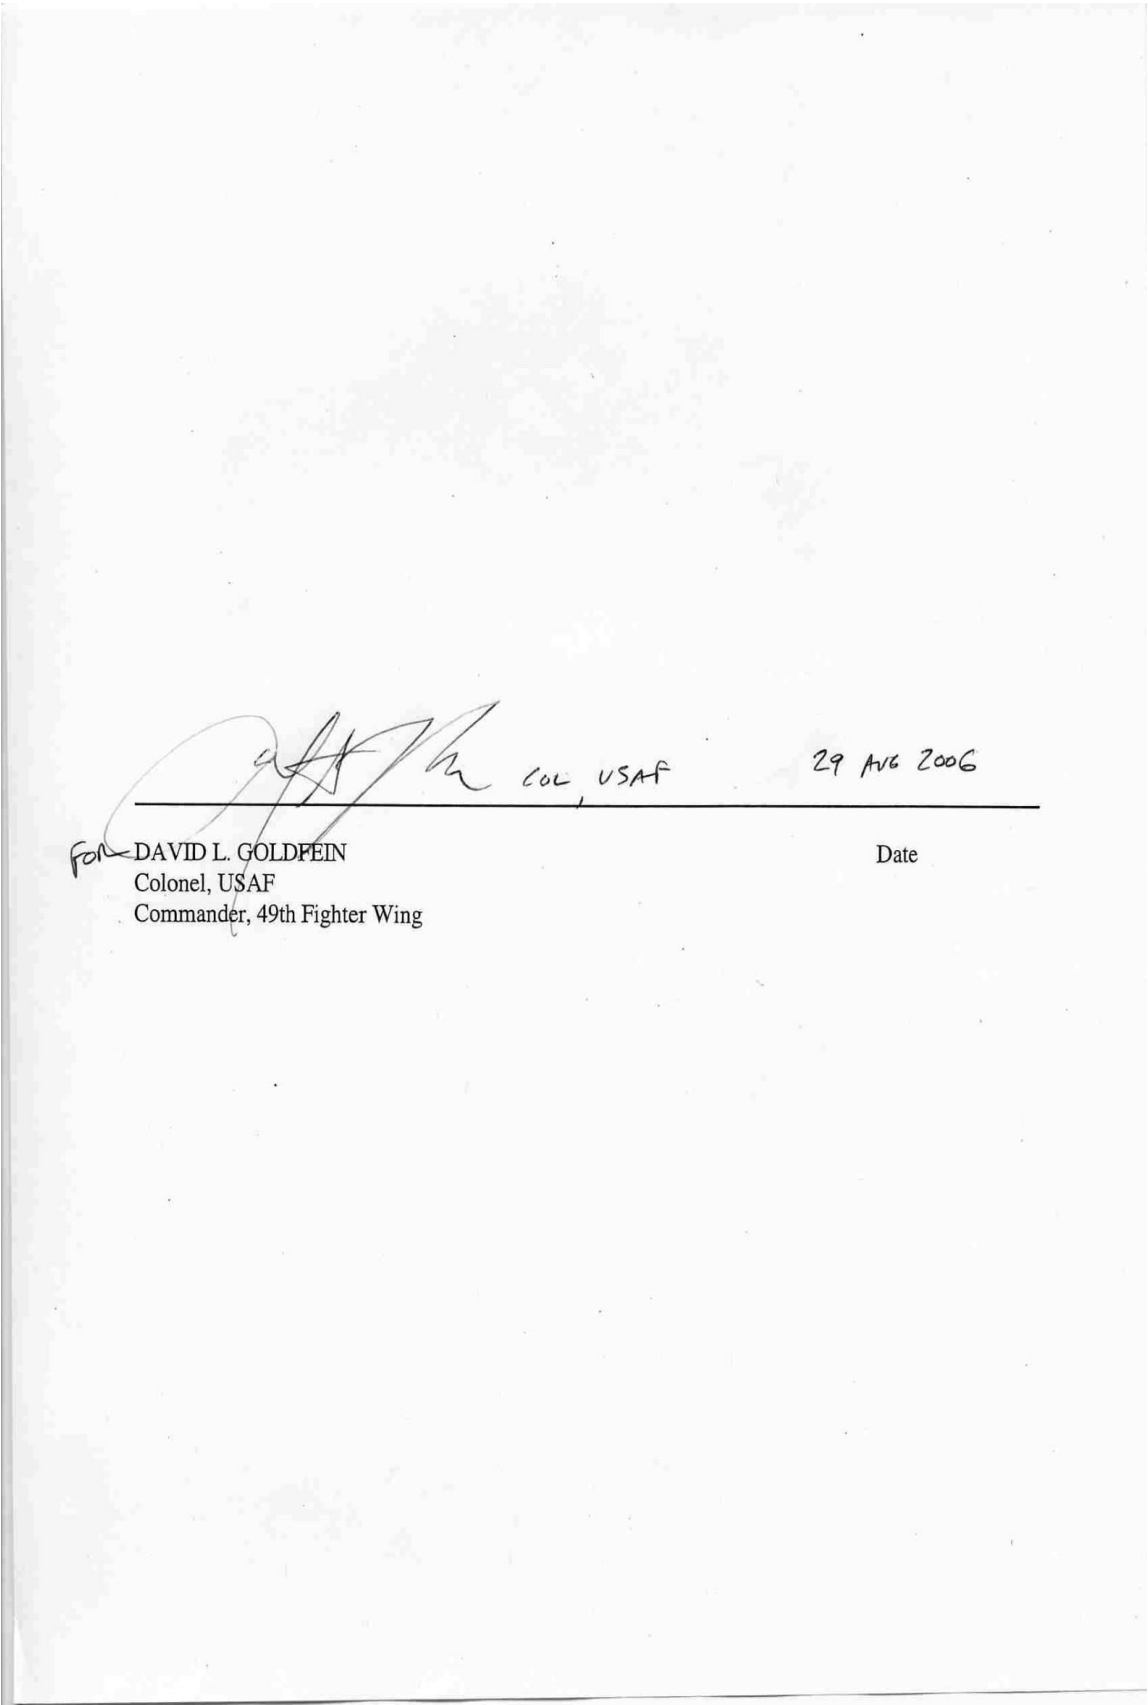 COL, USAF 29 AUG 2006
FOR DAVID L. GOLDFEIN Date
Colonel, USAF
Commander, 49th Fighter Wing